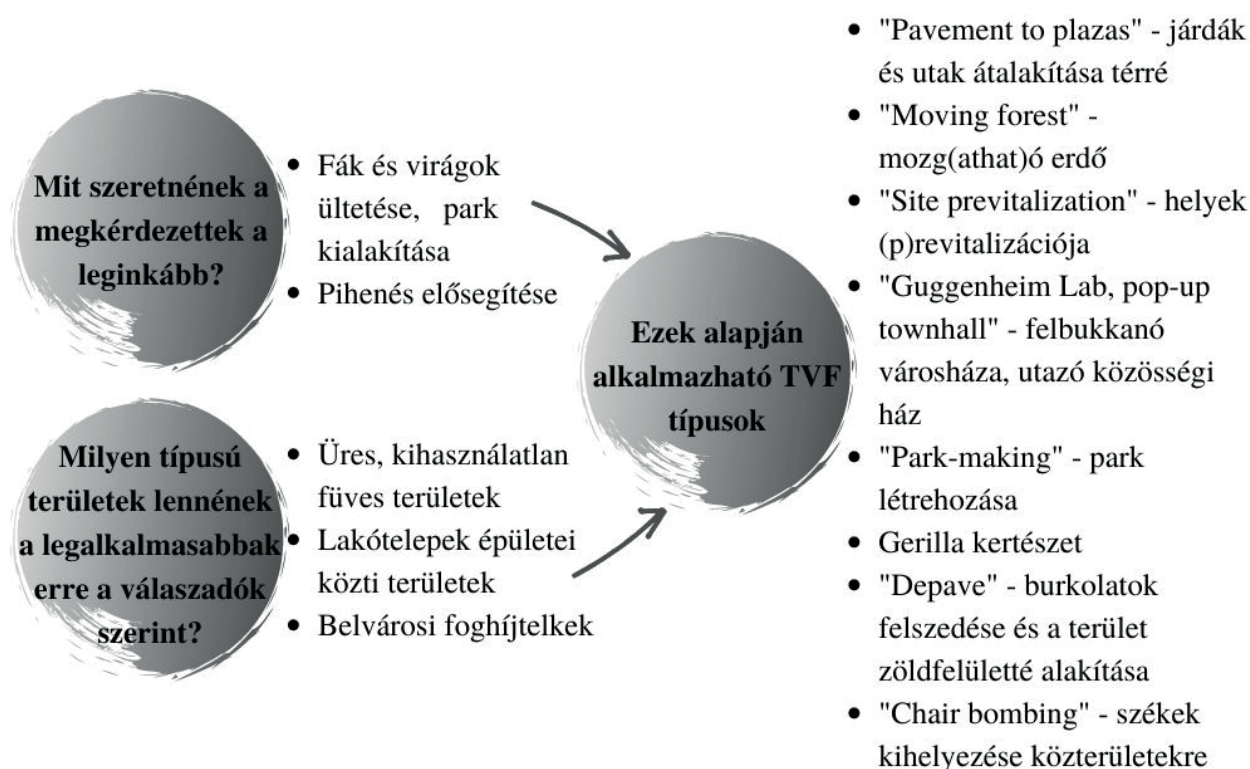 Mit szeretnének a
megkérdezettek a
leginkább?
• Fák és virágok
ültetése, park
kialakítása
• Pihenés elősegítése
Milyen típusú
területek lennének
a legalkalmasabbak
erre a válaszadók
szerint?
• Üres, kihasználatlan
füves területek
• Lakótelepek épületei
közti területek
• Belvárosi foghíjtelkek
Ezek alapján
alkalmazható TVF
típusok
• "Pavement to plazas" - járdák
és utak átalakítása térré
• "Moving forest" -
mozg(athat)ó erdő
• "Site previtalization" - helyek
(p)revitalizációja
• "Guggenheim Lab, pop-up
townhall" - felbukkanó
városháza, utazó közösségi
ház
• "Park-making" - park
létrehozása
• Gerilla kertészet
• "Depave" - burkolatok
felszedése és a terület
zöldfelületté alakítása
• "Chair bombing" - székek
kihelyezése közterületekre